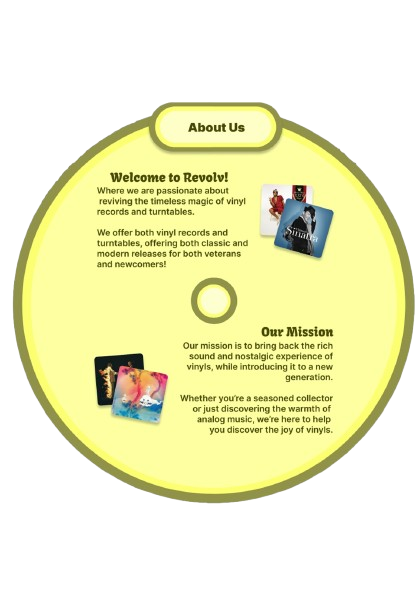 About Us
Welcome to Revolv!
Where we are passionate about
reviving the timeless magic of vinyl
records and turntables.
We offer both vinyl records and
turntables, offering both classic and
modern releases for both veterans
and newcomers!
Sinatra
Our Mission
Our mission is to bring back the rich
sound and nostalgic experience of
vinyls, while introducing it to a new
generation.
Whether you're a seasoned collector
or just discovering the warmth of
analog music, we're here to help
you discover the joy of vinyls.